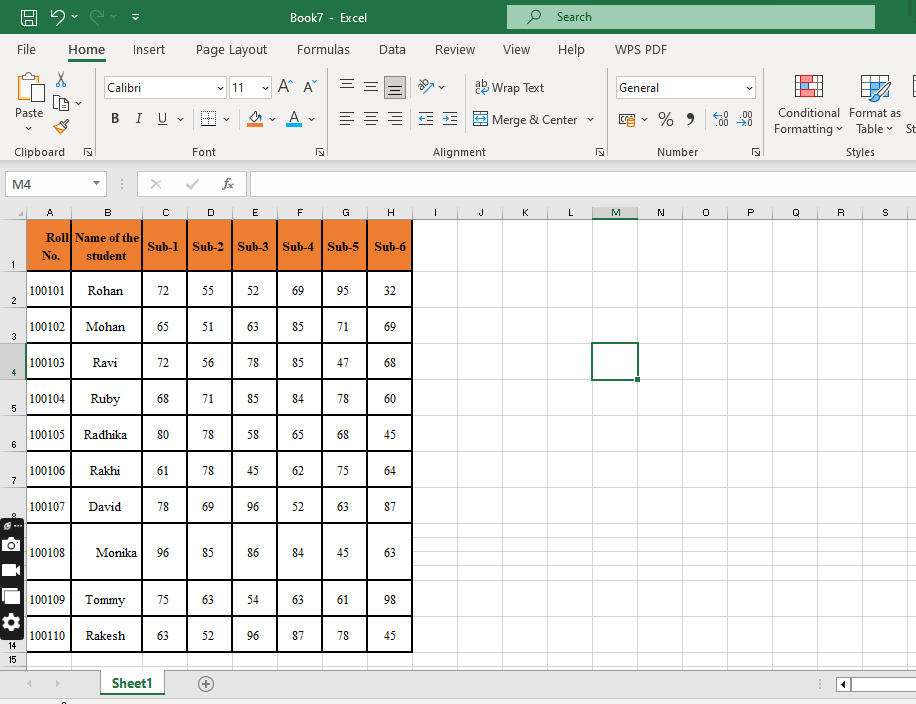 Book7 - Excel
Search
File Home Insert Page Layout Formulas Data Review View Help WPS PDF
Calibri 11 Wrap Text General
Paste B I U Merge & Center % Conditional Formatting Format as Table
Clipboard Font Alignment Number Styles
M4 fx
A B C D E F G H I J K L M N O P Q R S
1 Roll No. Name of the student Sub-1 Sub-2 Sub-3 Sub-4 Sub-5 Sub-6
2 100101 Rohan 72 55 52 69 95 32
3 100102 Mohan 65 51 63 85 71 69
4 100103 Ravi 72 56 78 85 47 68
5 100104 Ruby 68 71 85 84 78 60
6 100105 Radhika 80 78 58 65 68 45
7 100106 Rakhi 61 78 45 62 75 64
100107 David 78 69 96 52 63 87
100108 Monika 96 85 86 84 45 63
100109 Tommy 75 63 54 63 61 98
14 100110 Rakesh 63 52 96 87 78 45
15
Sheet1